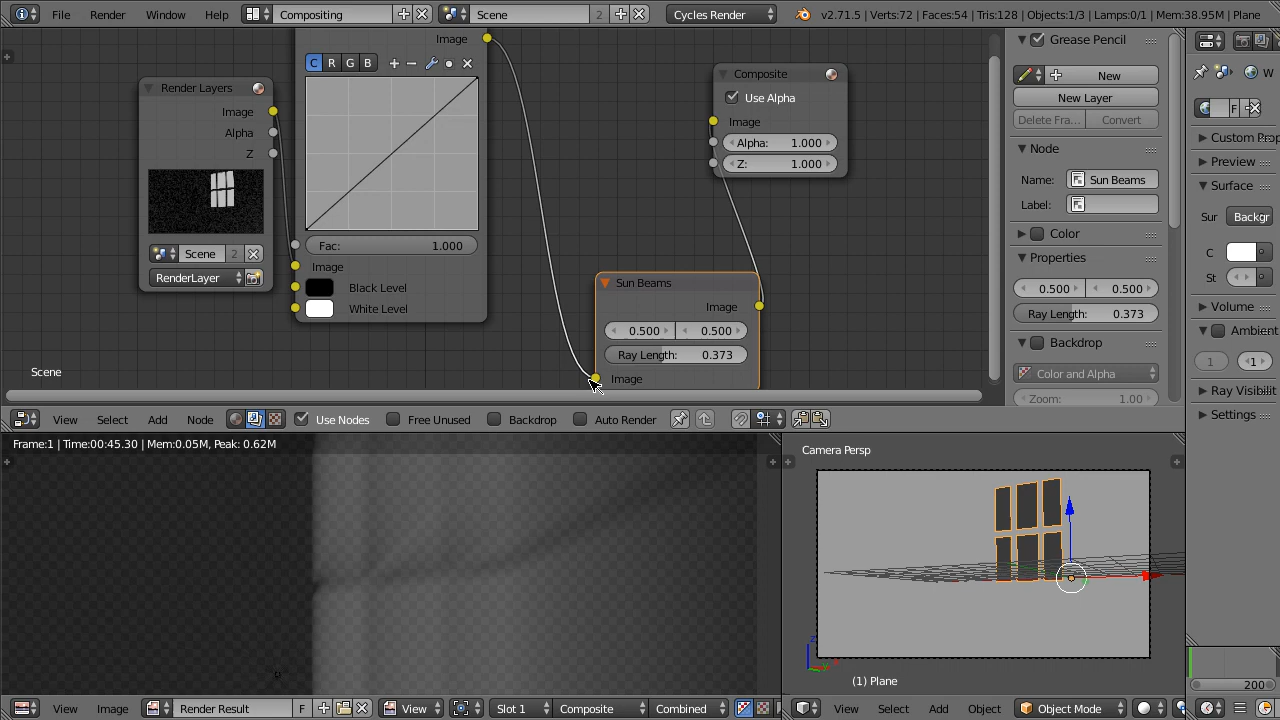 File Render Window Help Compositing Scene 2 Cycles Render v2.71.5 | Verts:72 | Faces:54 | Tris:128 | Objects:1/3 | Lamps:0/1 | Mem:38.95M | Plane
Image
C R G B
Render Layers
Image
Alpha
Z
Scene 2
RenderLayer
Fac: 1.000
Image
Black Level
White Level
Composite
Use Alpha
Image
Alpha: 1.000
Z: 1.000
Sun Beams
Image
0.500 0.500
Ray Length: 0.373
Image
Scene
Grease Pencil
New
New Layer
Delete Fra... Convert
Node
Name: Sun Beams
Label:
Color
Properties
0.500 0.500
Ray Length: 0.373
Backdrop
Color and Alpha
Zoom: 1.00
W
F
Custom Prop
Preview
Surface
Sur Backgr
C
St
Volume
Ambien
1 1
Ray Visibilit
Settings
View Select Add Node Use Nodes Free Unused Backdrop Auto Render
Frame:1 | Time:00:45.30 | Mem:0.05M, Peak: 0.62M
Camera Persp
(1) Plane
200
View Image Render Result F View Slot 1 Composite Combined
View Select Add Object Object Mode